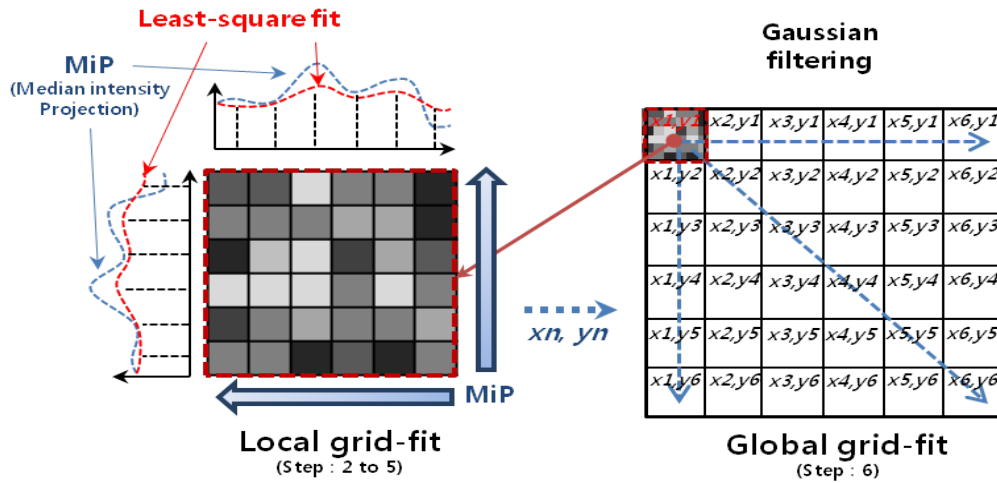 Least-square fit
MiP
(Median intensity
Projection)
Gaussian
filtering
x1,y1 x2,y1 x3,y1 x4,y1 x5,y1 x6,y1
x1,y2 x2,y2 x3,y2 x4,y2 x5,y2 x6,y2
x1,y3 x2,y3 x3,y3 x4,y3 x5,y3 x6,y3
x1,y4 x2,y4 x3,y4 x4,y4 x5,y4 x6,y4
x1,y5 x2,y5 x3,y5 x4,y5 x5,y5 x6,y5
x1,y6 x2,y6 x3,y6 x4,y6 x5,y6 x6,y6
xn, yn
MiP
Local grid-fit
(Step : 2 to 5)
Global grid-fit
(Step : 6)